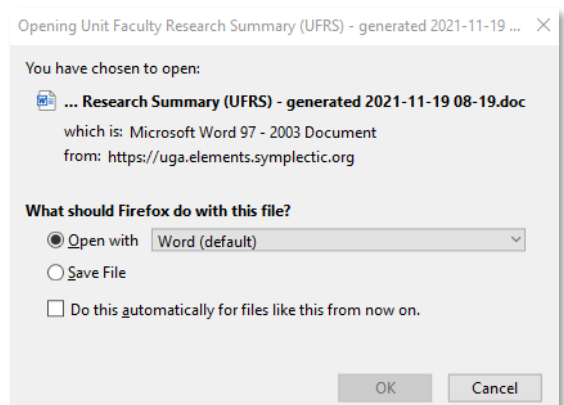 Opening Unit Faculty Research Summary (UFRS) - generated 2021-11-19 ...
You have chosen to open:
... Research Summary (UFRS) - generated 2021-11-19 08-19.doc
which is: Microsoft Word 97 - 2003 Document
from: https://uga.elements.symplectic.org
What should Firefox do with this file?
Open with Word (default)
Save File
Do this automatically for files like this from now on.
OK Cancel